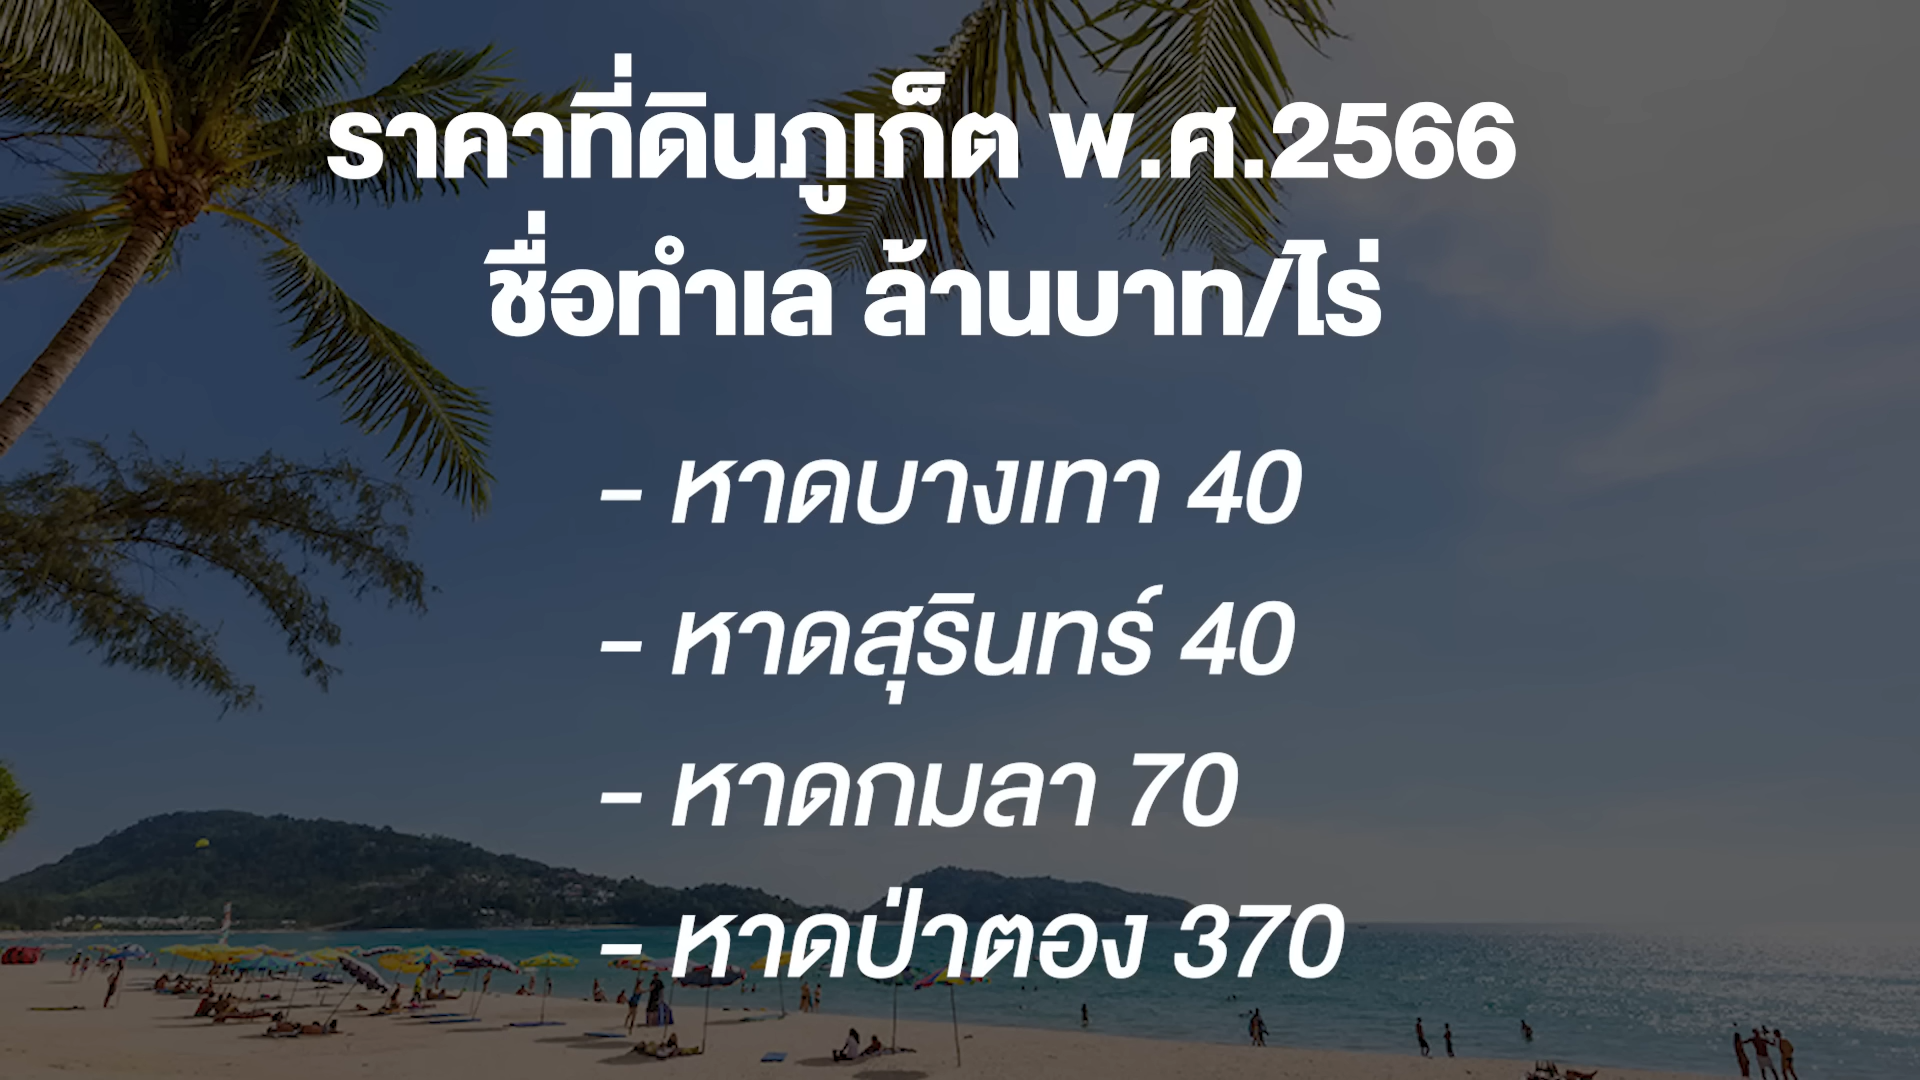 ราคาที่ดินภูเก็ต พ.ศ.2566
ชื่อทำเล ล้านบาท/ไร่
- หาดบางเทา 40
- หาดสุรินทร์ 40
- หาดกมลา 70
- หาดป่าตอง 370